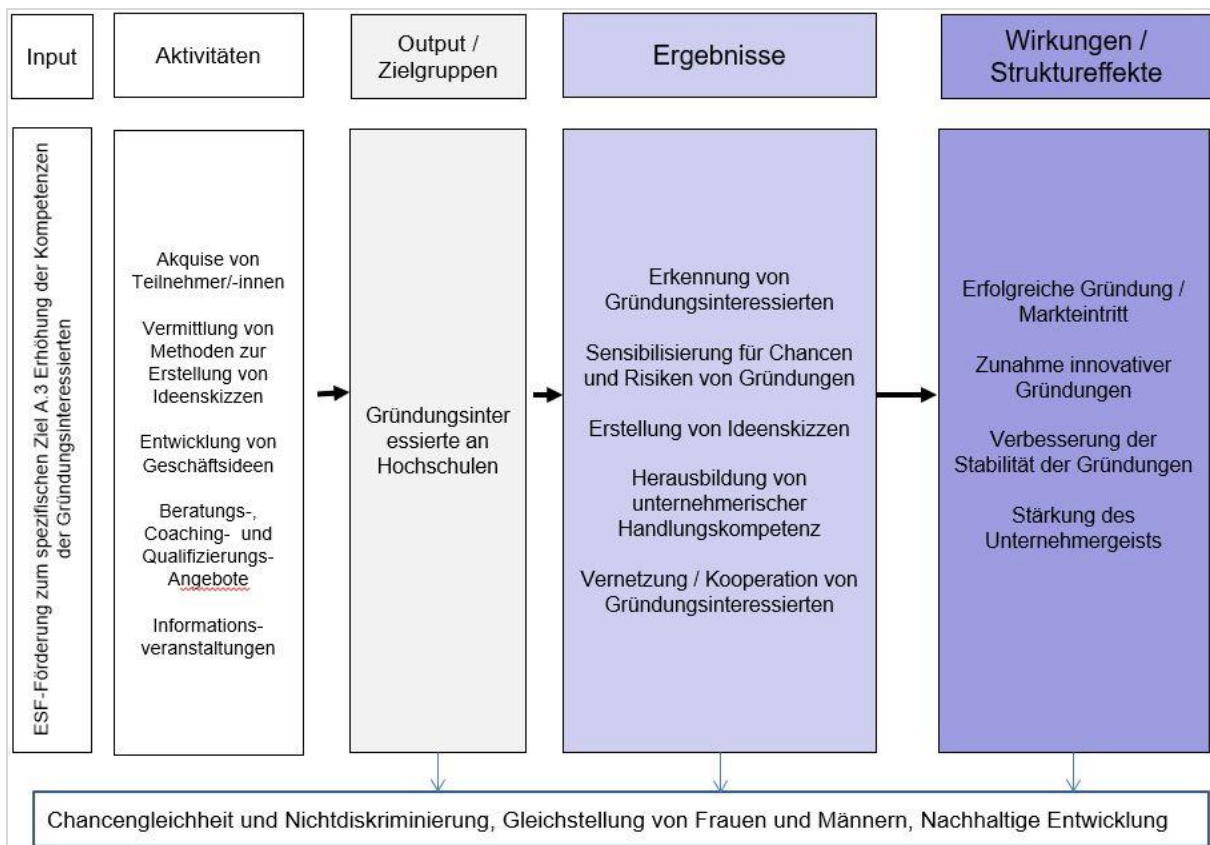 Input
Aktivitäten
Output /
Zielgruppen
Ergebnisse
Wirkungen /
Struktureffekte
ESF-Förderung zum spezifischen Ziel A.3 Erhöhung der Kompetenzen
der Gründungsinteressierten
Akquise von
Teilnehmer/-innen
Vermittlung von
Methoden zur
Erstellung von
Ideenskizzen
Entwicklung von
Geschäftsideen
Beratungs-,
Coaching- und
Qualifizierungs-
Angebote
Informations-
veranstaltungen
Gründungsinter
essierte an
Hochschulen
Erkennung von
Gründungsinteressierten
Sensibilisierung für Chancen
und Risiken von Gründungen
Erstellung von Ideenskizzen
Herausbildung von
unternehmerischer
Handlungskompetenz
Vernetzung / Kooperation von
Gründungsinteressierten
Erfolgreiche Gründung /
Markteintritt
Zunahme innovativer
Gründungen
Verbesserung der
Stabilität der Gründungen
Stärkung des
Unternehmergeists
Chancengleichheit und Nichtdiskriminierung, Gleichstellung von Frauen und Männern, Nachhaltige Entwicklung